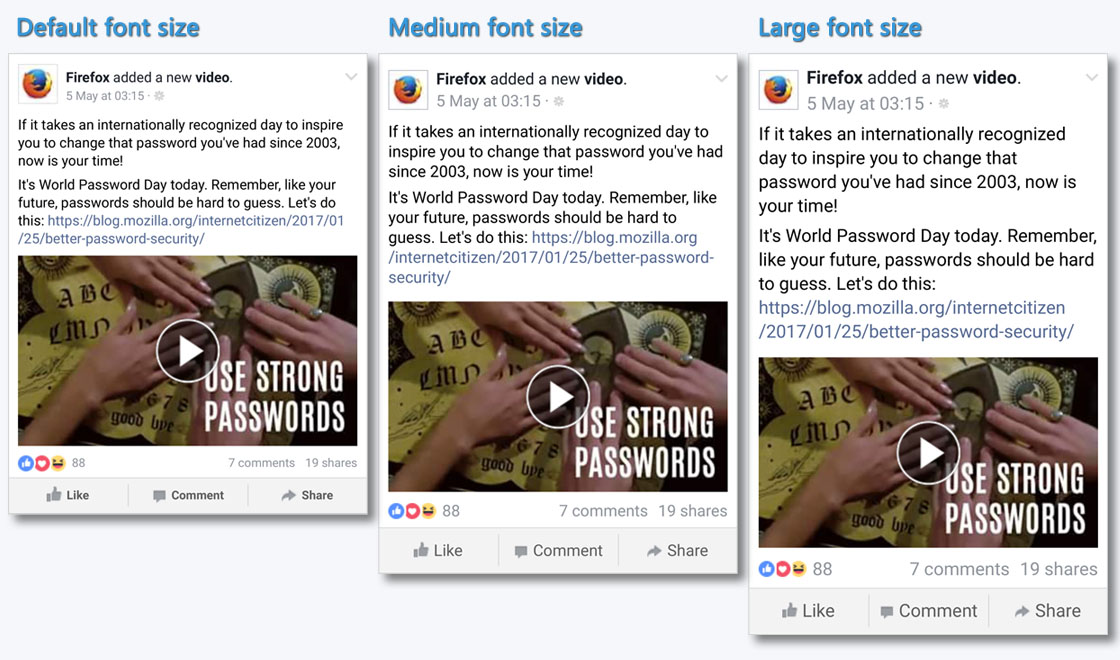 Default font size
Firefox added a new video.
5 May at 03:15 ·
If it takes an internationally recognized day to inspire
you to change that password you've had since 2003,
now is your time!
It's World Password Day today. Remember, like your
future, passwords should be hard to guess. Let's do
this: https://blog.mozilla.org/internetcitizen/2017/01
/25/better-password-security/
ABC
LMN
678
good bye
USE STRONG
PASSWORDS
88
7 comments 19 shares
Like
Comment
Share
Medium font size
Firefox added a new video.
5 May at 03:15 ·
If it takes an internationally recognized day to
inspire you to change that password you've had
since 2003, now is your time!
It's World Password Day today. Remember, like
your future, passwords should be hard to
guess. Let's do this: https://blog.mozilla.org
/internetcitizen/2017/01/25/better-password-
security/
ABC
LMN
678
good bye
USE STRONG
PASSWORDS
88
7 comments 19 shares
Like
Comment
Share
Large font size
Firefox added a new video.
5 May at 03:15 ·
If it takes an internationally recognized
day to inspire you to change that
password you've had since 2003, now is
your time!
It's World Password Day today. Remember,
like your future, passwords should be hard
to guess. Let's do this:
https://blog.mozilla.org/internetcitizen
/2017/01/25/better-password-security/
ABC
LMN
678
good bye
USE STRONG
PASSWORDS
88
7 comments 19 shares
Like
Comment
Share